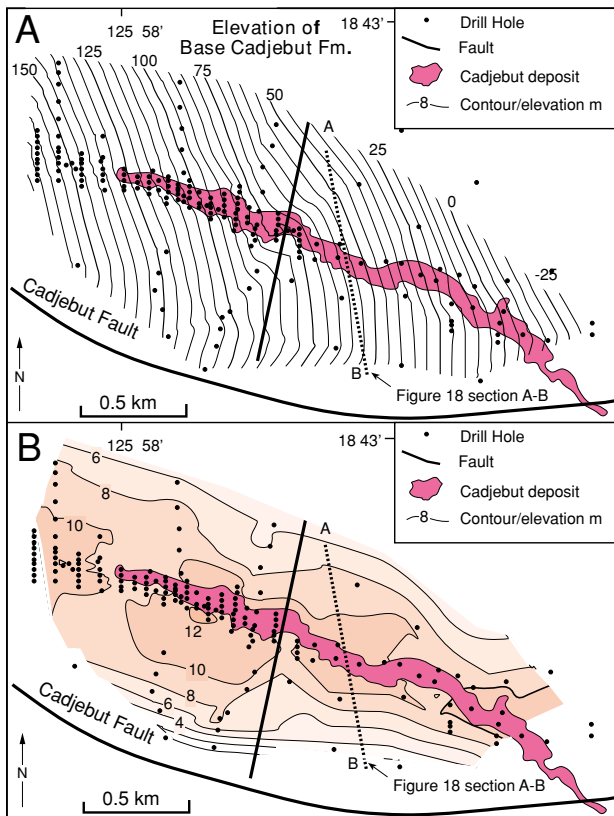 A
125 58’
Elevation of
Base Cadjebut Fm.
18 43’
Drill Hole
Fault
Cadjebut deposit
8 Contour/elevation m
150
125
100
75
50
25
0
-25
A
B
Cadjebut Fault
N
0.5 km
Figure 18 section A-B
B
125 58’
18 43’
Drill Hole
Fault
Cadjebut deposit
8 Contour/elevation m
6
8
10
12
10
8
6
4
A
B
Cadjebut Fault
N
0.5 km
Figure 18 section A-B